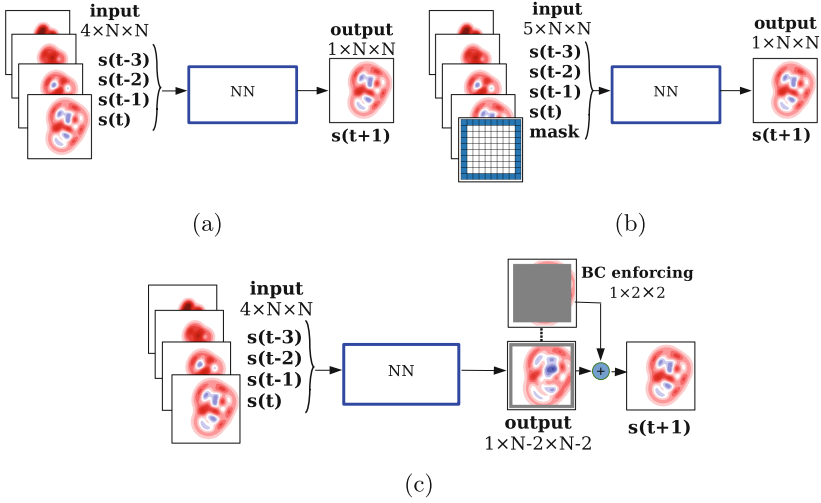 input
4×N×N
s(t-3)
s(t-2)
s(t-1)
s(t)
NN
output
1×N×N
s(t+1)
(a)
input
5×N×N
s(t-3)
s(t-2)
s(t-1)
s(t)
mask
NN
output
1×N×N
s(t+1)
(b)
input
4×N×N
s(t-3)
s(t-2)
s(t-1)
s(t)
NN
BC enforcing
1×2×2
+
output
1×N-2×N-2
s(t+1)
(c)